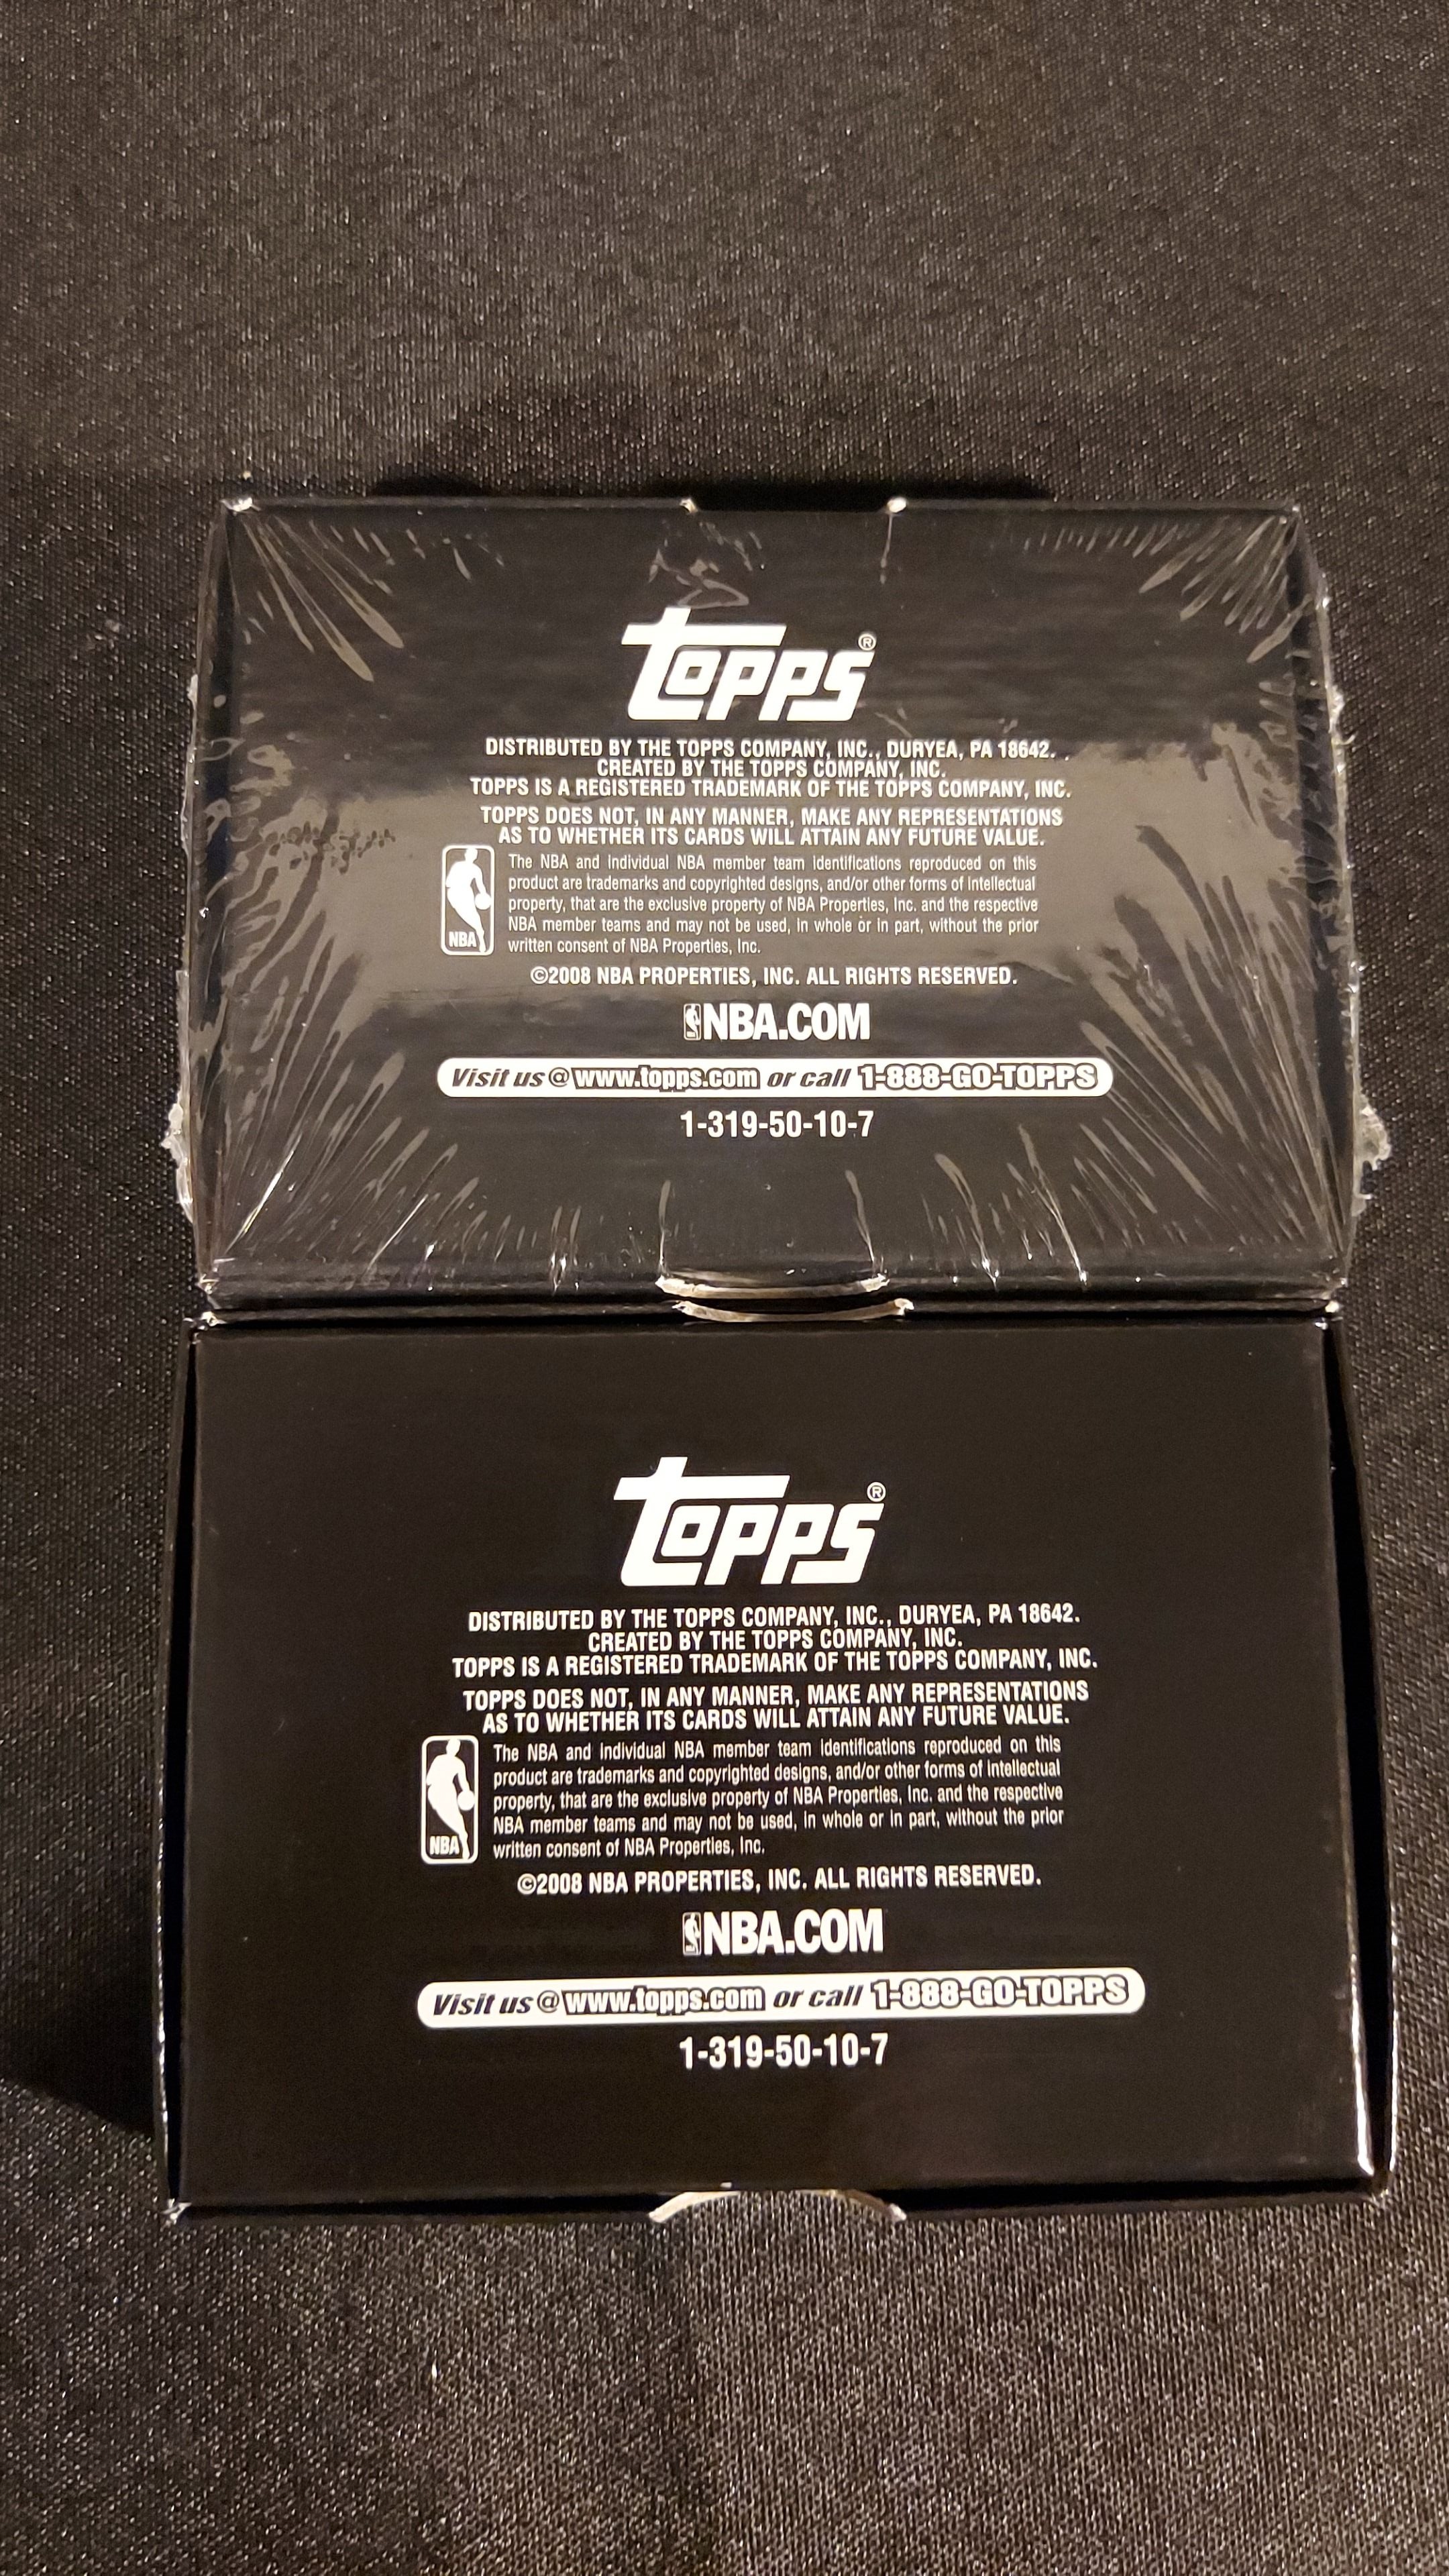 Topps®
DISTRIBUTED BY THE TOPPS COMPANY, INC., DURYEA, PA 18642.
CREATED BY THE TOPPS COMPANY, INC.
TOPPS IS A REGISTERED TRADEMARK OF THE TOPPS COMPANY, INC.
TOPPS DOES NOT, IN ANY MANNER, MAKE ANY REPRESENTATIONS
AS TO WHETHER ITS CARDS WILL ATTAIN ANY FUTURE VALUE.
The NBA and individual NBA member team identifications reproduced on this
product are trademarks and copyrighted designs, and/or other forms of intellectual
property, that are the exclusive property of NBA Properties, Inc. and the respective
NBA member teams and may not be used, in whole or in part, without the prior
written consent of NBA Properties, Inc.
NBA
©2008 NBA PROPERTIES, INC. ALL RIGHTS RESERVED.
NBA.COM
Visit us @ www.topps.com or call 1-888-GO-TOPPS
1-319-50-10-7
Topps®
DISTRIBUTED BY THE TOPPS COMPANY, INC., DURYEA, PA 18642.
CREATED BY THE TOPPS COMPANY, INC.
TOPPS IS A REGISTERED TRADEMARK OF THE TOPPS COMPANY, INC.
TOPPS DOES NOT, IN ANY MANNER, MAKE ANY REPRESENTATIONS
AS TO WHETHER ITS CARDS WILL ATTAIN ANY FUTURE VALUE.
The NBA and individual NBA member team identifications reproduced on this
product are trademarks and copyrighted designs, and/or other forms of intellectual
property, that are the exclusive property of NBA Properties, Inc. and the respective
NBA member teams and may not be used, in whole or in part, without the prior
written consent of NBA Properties, Inc.
NBA
©2008 NBA PROPERTIES, INC. ALL RIGHTS RESERVED.
NBA.COM
Visit us @ www.topps.com or call 1-888-GO-TOPPS
1-319-50-10-7